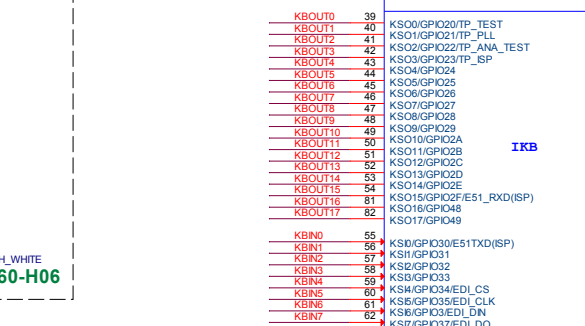 KBOUT0 39 KSO0/GPIO20/TP_TEST
KBOUT1 40 KSO1/GPIO21/TP_PLL
KBOUT2 41 KSO2/GPIO22/TP_ANA_TEST
KBOUT3 42 KSO3/GPIO23/TP_ISP
KBOUT4 43 KSO4/GPIO24
KBOUT5 44 KSO5/GPIO25
KBOUT6 45 KSO6/GPIO26
KBOUT7 46 KSO7/GPIO27
KBOUT8 47 KSO8/GPIO28
KBOUT9 48 KSO9/GPIO29
KBOUT10 49 KSO10/GPIO2A
KBOUT11 50 KSO11/GPIO2B
IKB
KBOUT12 51 KSO12/GPIO2C
KBOUT13 52 KSO13/GPIO2D
KBOUT14 53 KSO14/GPIO2E
KBOUT15 54 KSO15/GPIO2F/E51_RXD(ISP)
KBOUT16 81 KSO16/GPIO48
KBOUT17 82 KSO17/GPIO49
KBIN0 55 KSI0/GPIO30/E51TXD(ISP)
KBIN1 56 KSI1/GPIO31
KBIN2 57 KSI2/GPIO32
KBIN3 58 KSI3/GPIO33
KBIN4 59 KSI4/GPIO34/EDI_CS
KBIN5 60 KSI5/GPIO35/EDI_CLK
KBIN6 61 KSI6/GPIO3/EDI_DIN
KBIN7 62 KSI7/GPIO37/EDI_DO
H_WHITE
60-H06